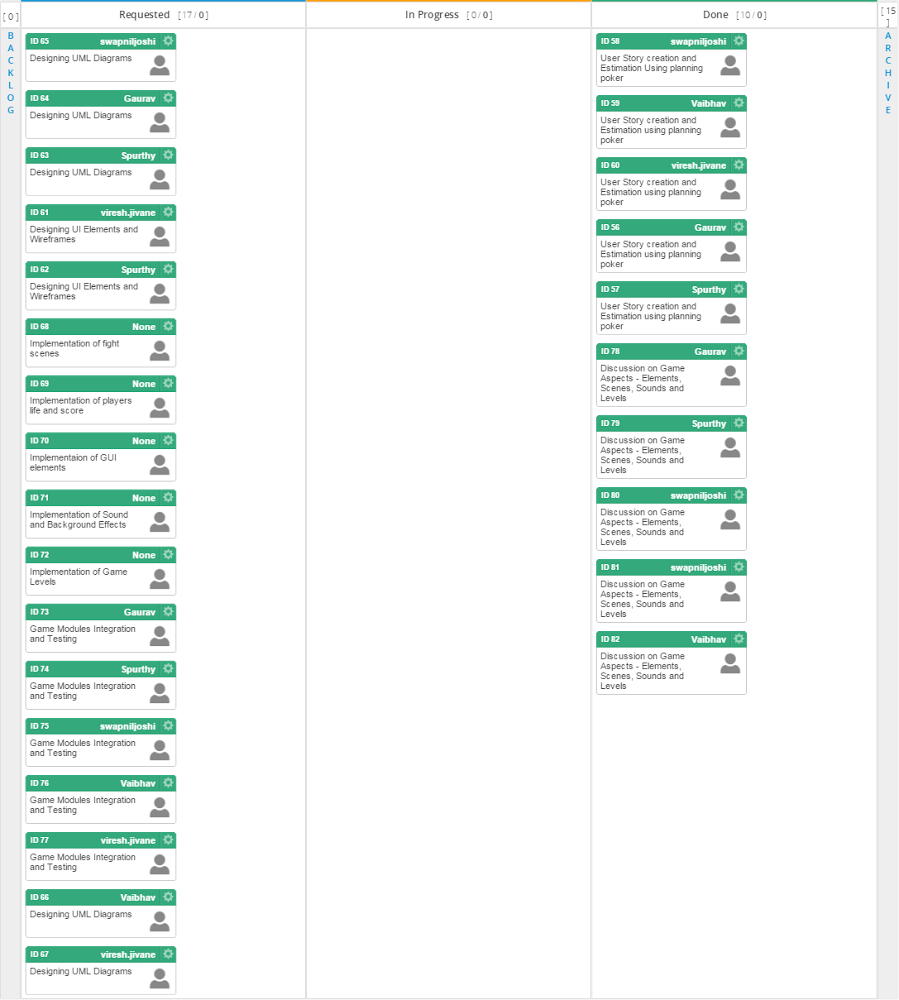 [ 0 ]
B
A
C
K
L
O
G
Requested [ 17 / 0 ]
ID 65 swapniljoshi
Designing UML Diagrams
ID 64 Gaurav
Designing UML Diagrams
ID 63 Spurthy
Designing UML Diagrams
ID 61 viresh.jivane
Designing UI Elements and
Wireframes
ID 62 Spurthy
Designing UI Elements and
Wireframes
ID 68 None
Implementation of fight
scenes
ID 69 None
Implementation of players
life and score
ID 70 None
Implementaion of GUI
elements
ID 71 None
Implementation of Sound
and Background Effects
ID 72 None
Implementation of Game
Levels
ID 73 Gaurav
Game Modules Integration
and Testing
ID 74 Spurthy
Game Modules Integration
and Testing
ID 75 swapniljoshi
Game Modules Integration
and Testing
ID 76 Vaibhav
Game Modules Integration
and Testing
ID 77 viresh.jivane
Game Modules Integration
and Testing
ID 66 Vaibhav
Designing UML Diagrams
ID 67 viresh.jivane
Designing UML Diagrams
In Progress [ 0 / 0 ]
Done [ 10 / 0 ]
ID 58 swapniljoshi
User Story creation and
Estimation Using planning
poker
ID 59 Vaibhav
User Story creation and
Estimation using planning
poker
ID 60 viresh.jivane
User Story creation and
Estimation using planning
poker
ID 56 Gaurav
User Story creation and
Estimation using planning
poker
ID 57 Spurthy
User Story creation and
Estimation using planning
poker
ID 78 Gaurav
Discussion on Game
Aspects - Elements,
Scenes, Sounds and
Levels
ID 79 Spurthy
Discussion on Game
Aspects - Elements,
Scenes, Sounds and
Levels
ID 80 swapniljoshi
Discussion on Game
Aspects - Elements,
Scenes, Sounds and
Levels
ID 81 swapniljoshi
Discussion on Game
Aspects - Elements,
Scenes, Sounds and
Levels
ID 82 Vaibhav
Discussion on Game
Aspects - Elements,
Scenes, Sounds and
Levels
[ 15
]
A
R
C
H
I
V
E